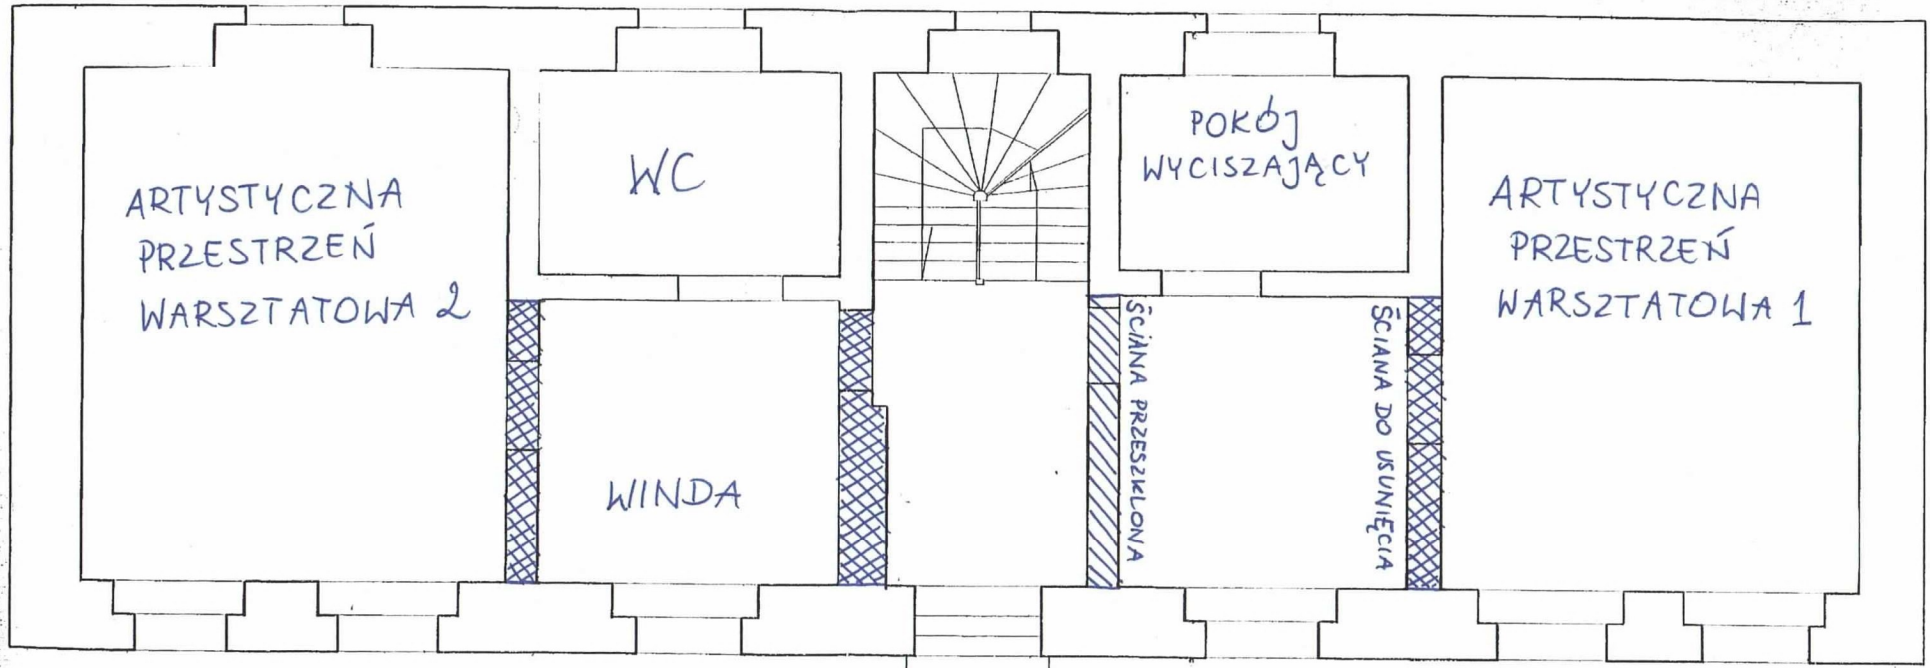 ARTYSTYCZNA
PRZESTRZEŃ
WARSZTATOWA 2
WC
WINDA
POKÓJ
WYCISZAJĄCY
ŚCIANA PRZESZKLONA
ŚCIANA DO USUNIĘCIA
ARTYSTYCZNA
PRZESTRZEŃ
WARSZTATOWA 1